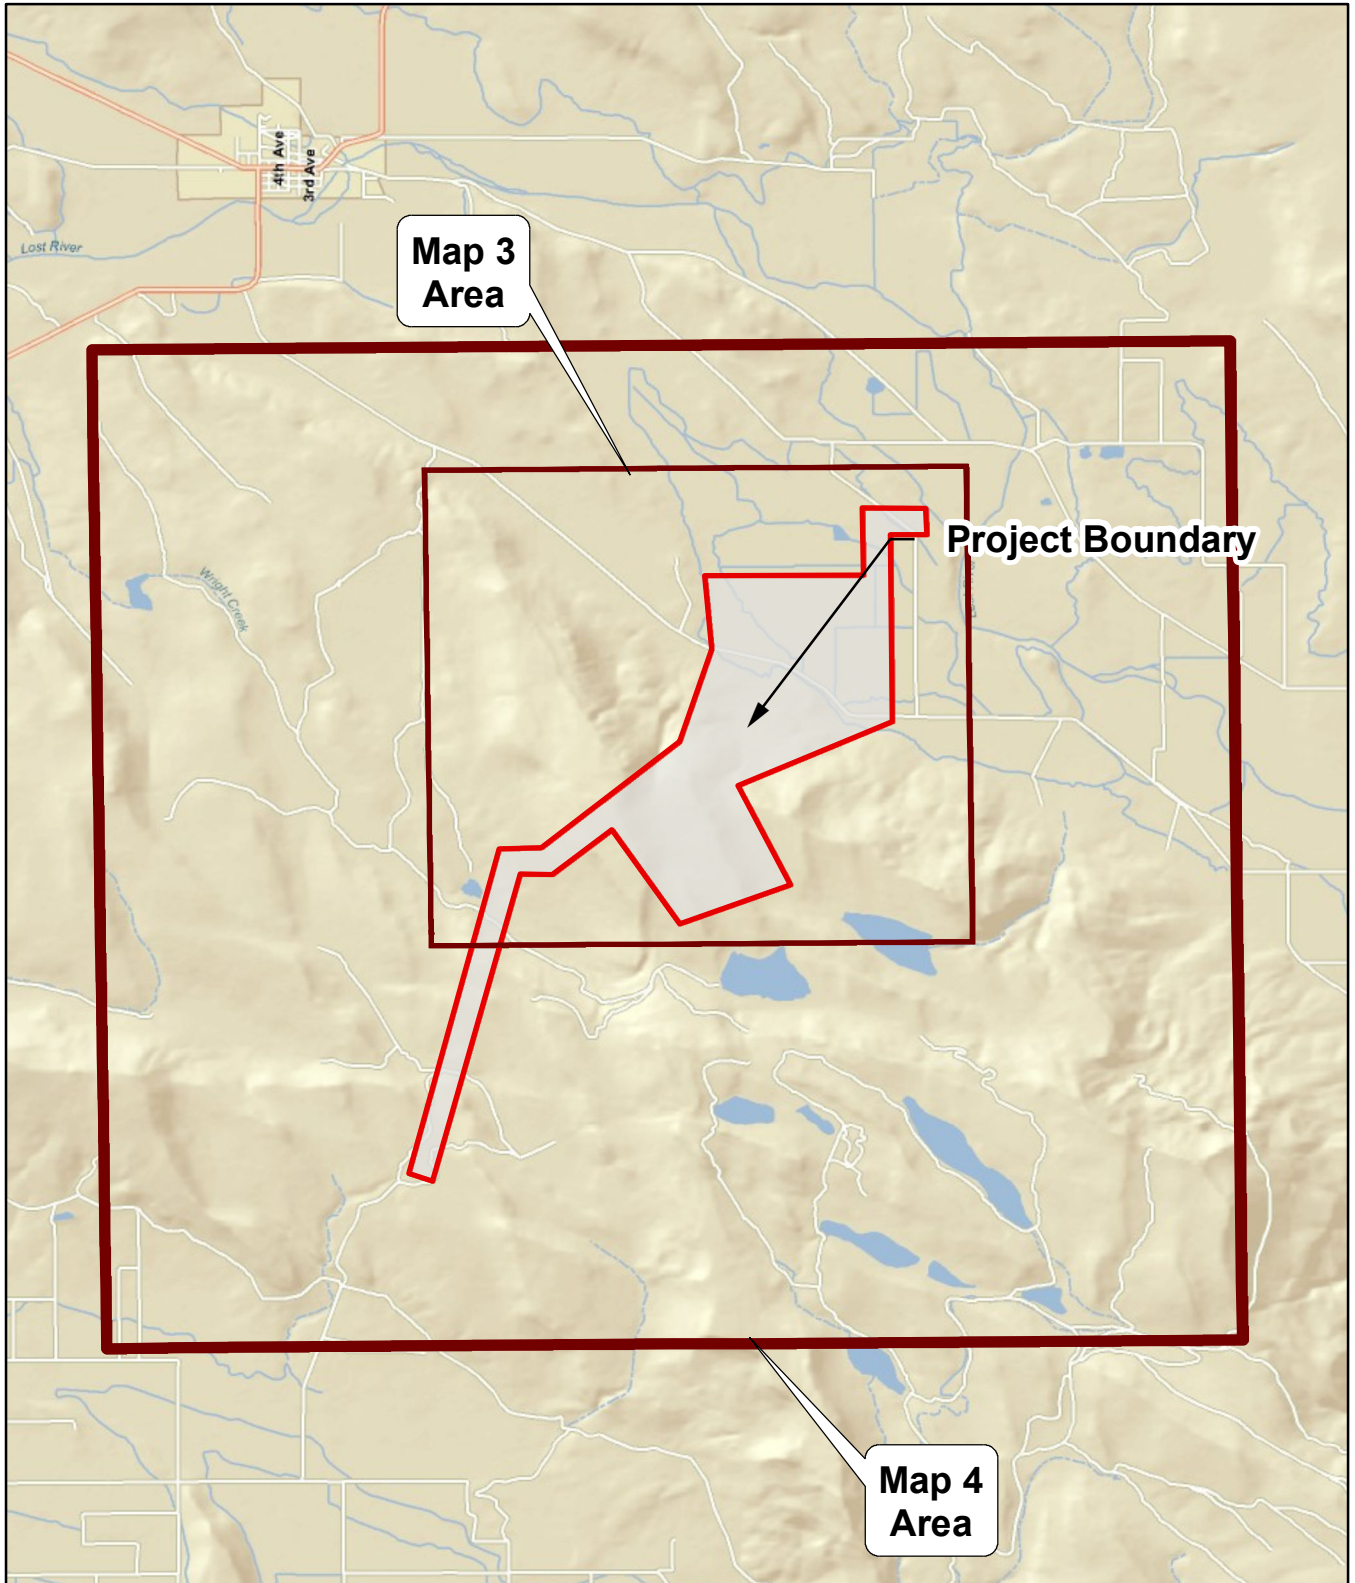 4th Ave
3rd Ave
Lost River
Map 3
Area
Project Boundary
Wright Creek
Map 4
Area